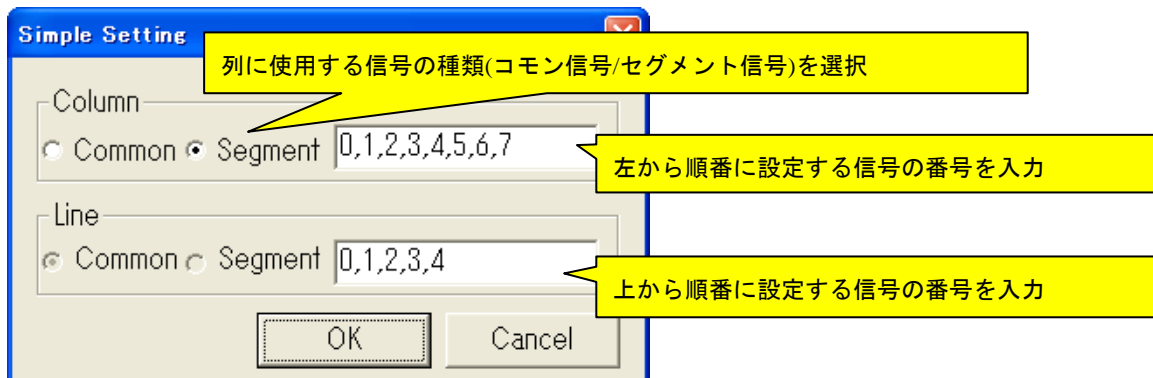 Simple Setting
列に使用する信号の種類(コモン信号/セグメント信号)を選択
Column
Common Segment 0,1,2,3,4,5,6,7
左から順番に設定する信号の番号を入力
Line
Common Segment 0,1,2,3,4
上から順番に設定する信号の番号を入力
OK Cancel